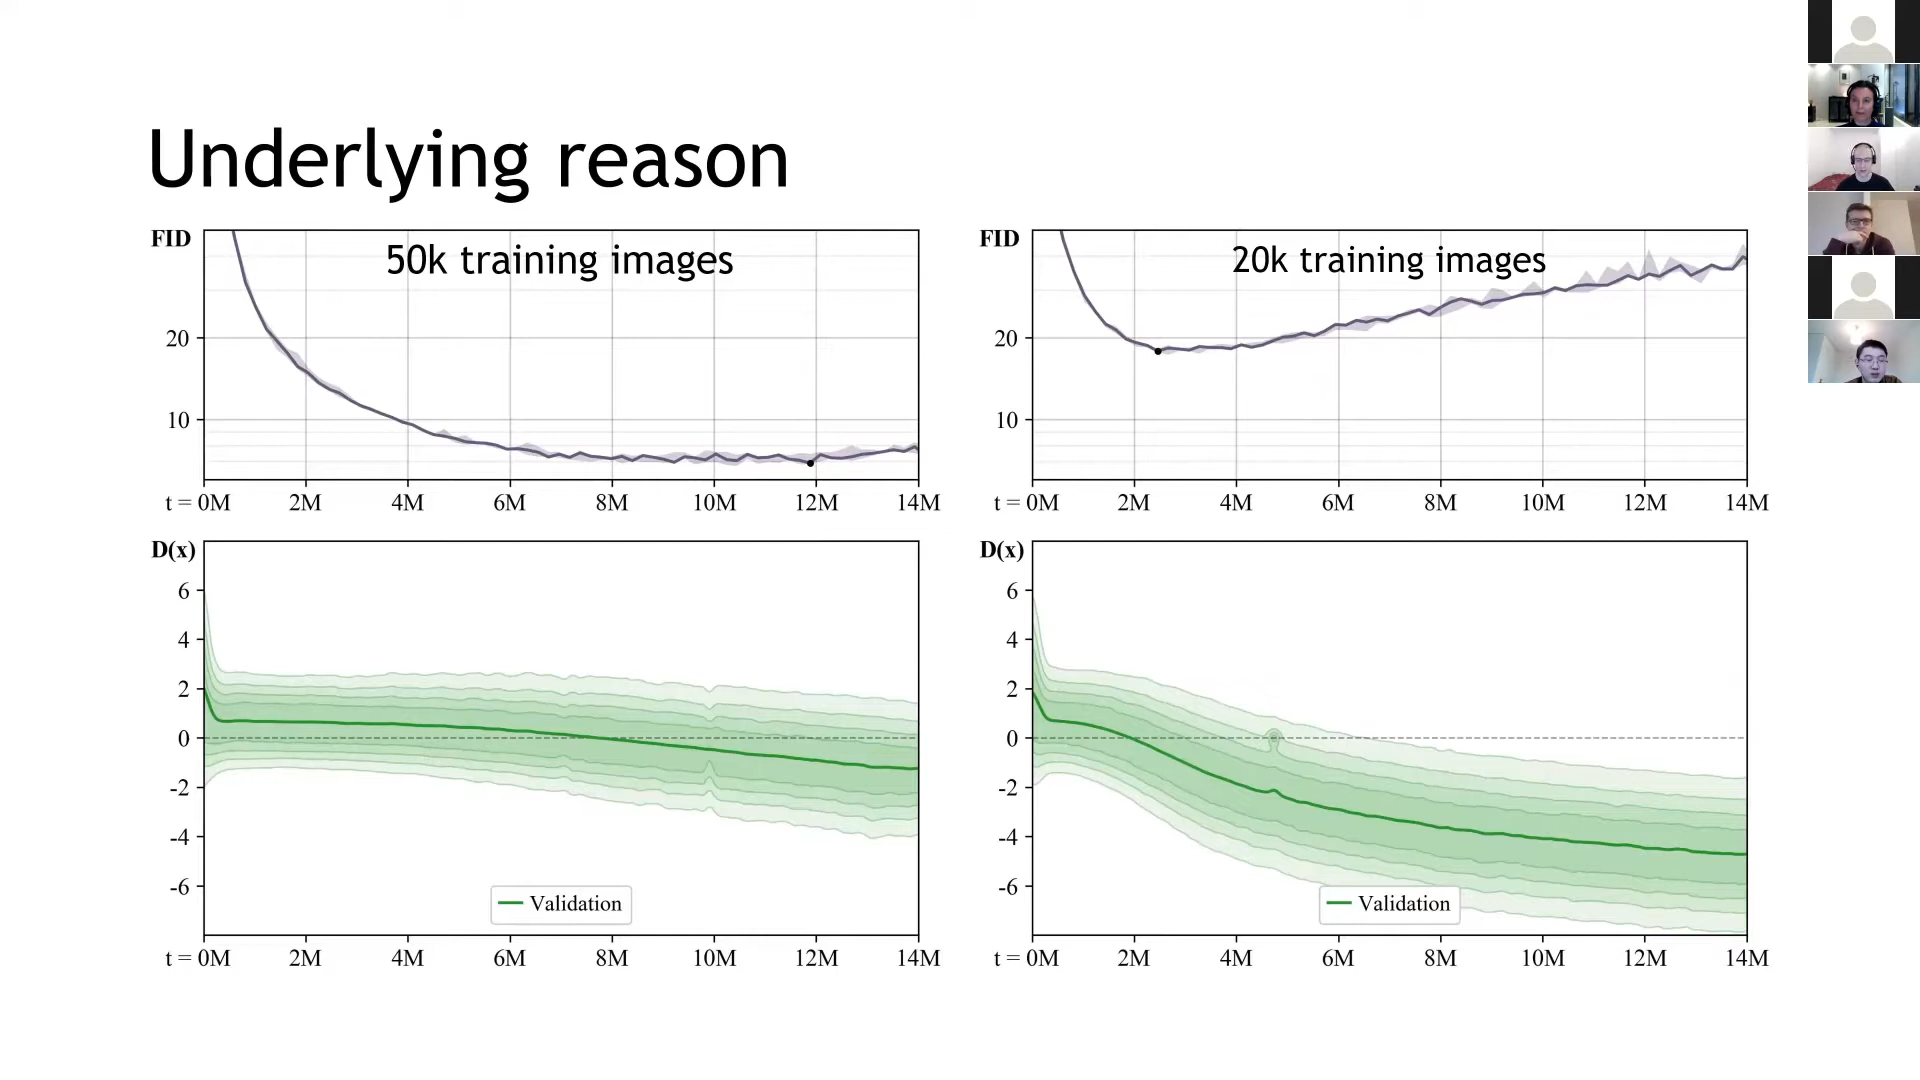 Underlying reason
FID
50k training images
20
10
t = 0M 2M 4M 6M 8M 10M 12M 14M
FID
20k training images
20
10
t = 0M 2M 4M 6M 8M 10M 12M 14M
D(x)
6
4
2
0
-2
-4
-6
Validation
t = 0M 2M 4M 6M 8M 10M 12M 14M
D(x)
6
4
2
0
-2
-4
-6
Validation
t = 0M 2M 4M 6M 8M 10M 12M 14M